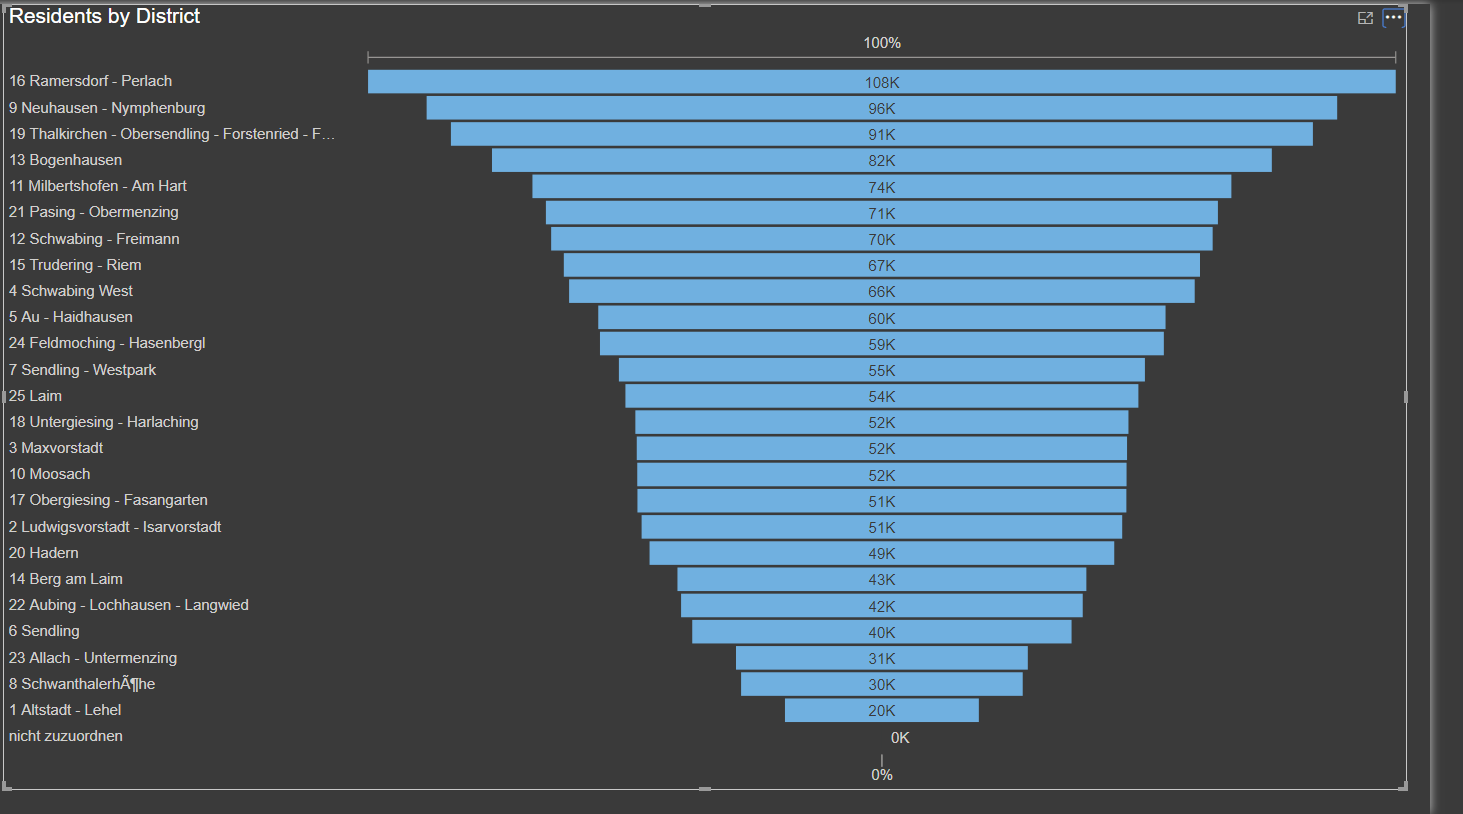 Residents by District
100%
16 Ramersdorf - Perlach 108K
9 Neuhausen - Nymphenburg 96K
19 Thalkirchen - Obersendling - Forstenried - F... 91K
13 Bogenhausen 82K
11 Milbertshofen - Am Hart 74K
21 Pasing - Obermenzing 71K
12 Schwabing - Freimann 70K
15 Trudering - Riem 67K
4 Schwabing West 66K
5 Au - Haidhausen 60K
24 Feldmoching - Hasenbergl 59K
7 Sendling - Westpark 55K
25 Laim 54K
18 Untergiesing - Harlaching 52K
3 Maxvorstadt 52K
10 Moosach 52K
17 Obergiesing - Fasangarten 51K
2 Ludwigsvorstadt - Isarvorstadt 51K
20 Hadern 49K
14 Berg am Laim 43K
22 Aubing - Lochhausen - Langwied 42K
6 Sendling 40K
23 Allach - Untermenzing 31K
8 SchwanthalerhÃ¶he 30K
1 Altstadt - Lehel 20K
nicht zuzuordnen 0K
0%